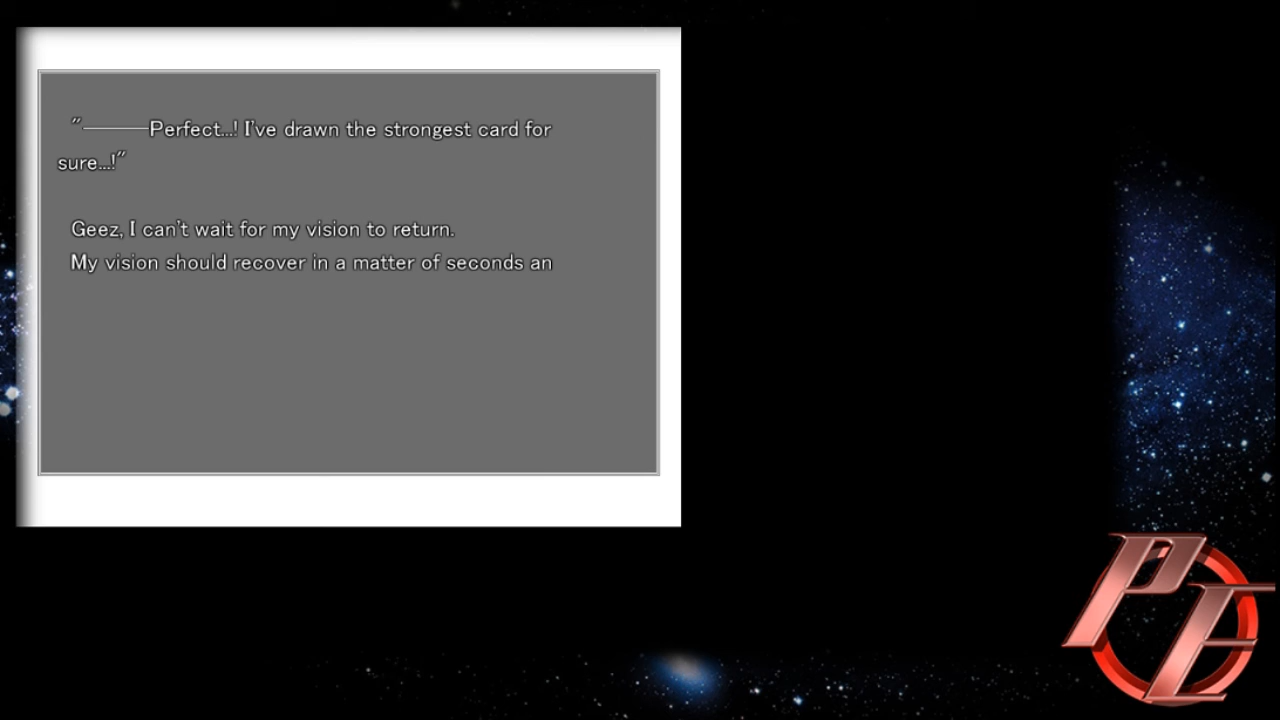 "―――Perfect...! I've drawn the strongest card for
sure...!"
Geez, I can't wait for my vision to return.
My vision should recover in a matter of seconds an
PE